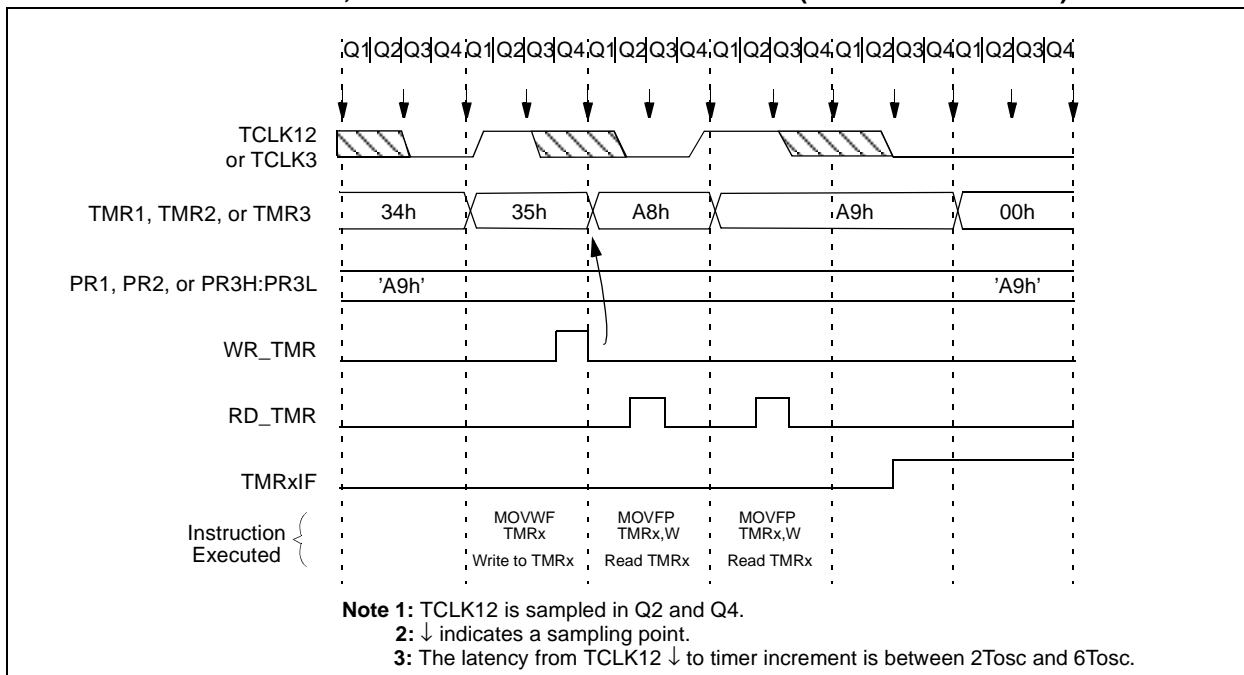 Q1 Q2 Q3 Q4 Q1 Q2 Q3 Q4 Q1 Q2 Q3 Q4 Q1 Q2 Q3 Q4 Q1 Q2 Q3 Q4 Q1 Q2 Q3 Q4
TCLK12
or TCLK3
TMR1, TMR2, or TMR3 34h 35h A8h A9h 00h
PR1, PR2, or PR3H:PR3L 'A9h' 'A9h'
WR_TMR
RD_TMR
TMRxIF
Instruction
Executed
MOVWF
TMRx
Write to TMRx
MOVFP
TMRx,W
Read TMRx
MOVFP
TMRx,W
Read TMRx
Note 1: TCLK12 is sampled in Q2 and Q4.
2: ↓ indicates a sampling point.
3: The latency from TCLK12 ↓ to timer increment is between 2Tosc and 6Tosc.